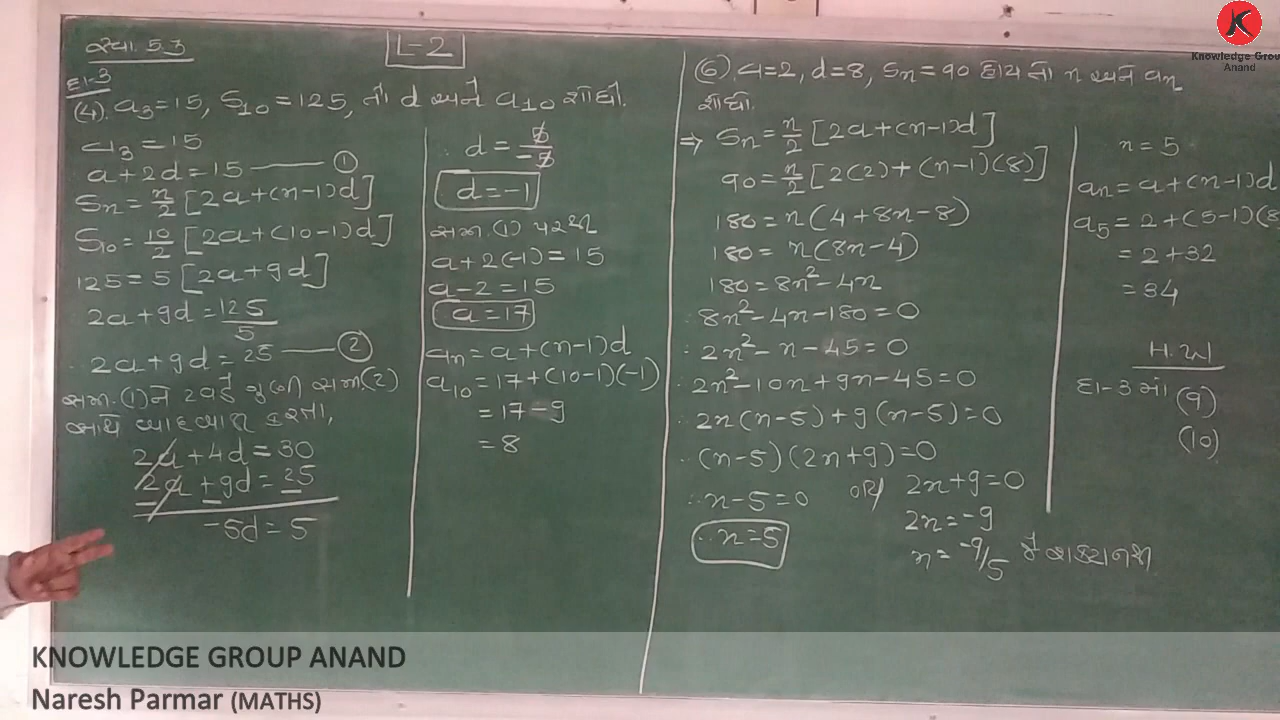 સ્વા. 5.3
L-2
દા-3
(4). a₃=15, S₁₀=125, તો d અને a₁₀ શોધો.
a₃=15
a+2d=15 —— ①
Sₙ=n/2[2a+(n-1)d]
S₁₀=10/2[2a+(10-1)d]
125=5[2a+9d]
2a+9d=125/5
∴ 2a+9d=25 —— ②
સમી.(1)ને 2 વડે ગુણી સમી(2)
સાથે બાદબાકી કરતા,
2a+4d=30
2a+9d=25
- - -
-5d=5
∴ d=5/-5
d=-1
સમી.(1) પરથી
a+2(-1)=15
a-2=15
a=17
aₙ=a+(n-1)d
a₁₀=17+(10-1)(-1)
=17-9
=8
(6). a=2, d=8, Sₙ=90 હોય તો n અને aₙ
શોધો.
⇒ Sₙ=n/2[2a+(n-1)d]
90=n/2[2(2)+(n-1)(8)]
180=n(4+8n-8)
180=n(8n-4)
180=8n²-4n
∴ 8n²-4n-180=0
∴ 2n²-n-45=0
∴ 2n²-10n+9n-45=0
2n(n-5)+9(n-5)=0
∴ (n-5)(2n+9)=0
∴ n-5=0 OR 2n+9=0
∴ n=5
2n=-9
n=-9/5 જે શક્ય નથી
n=5
aₙ=a+(n-1)d
a₅=2+(5-1)(8
=2+32
=34
H.W
દા-3 માં (9)
(10)
K
Knowledge Group
Anand
KNOWLEDGE GROUP ANAND
Naresh Parmar (MATHS)